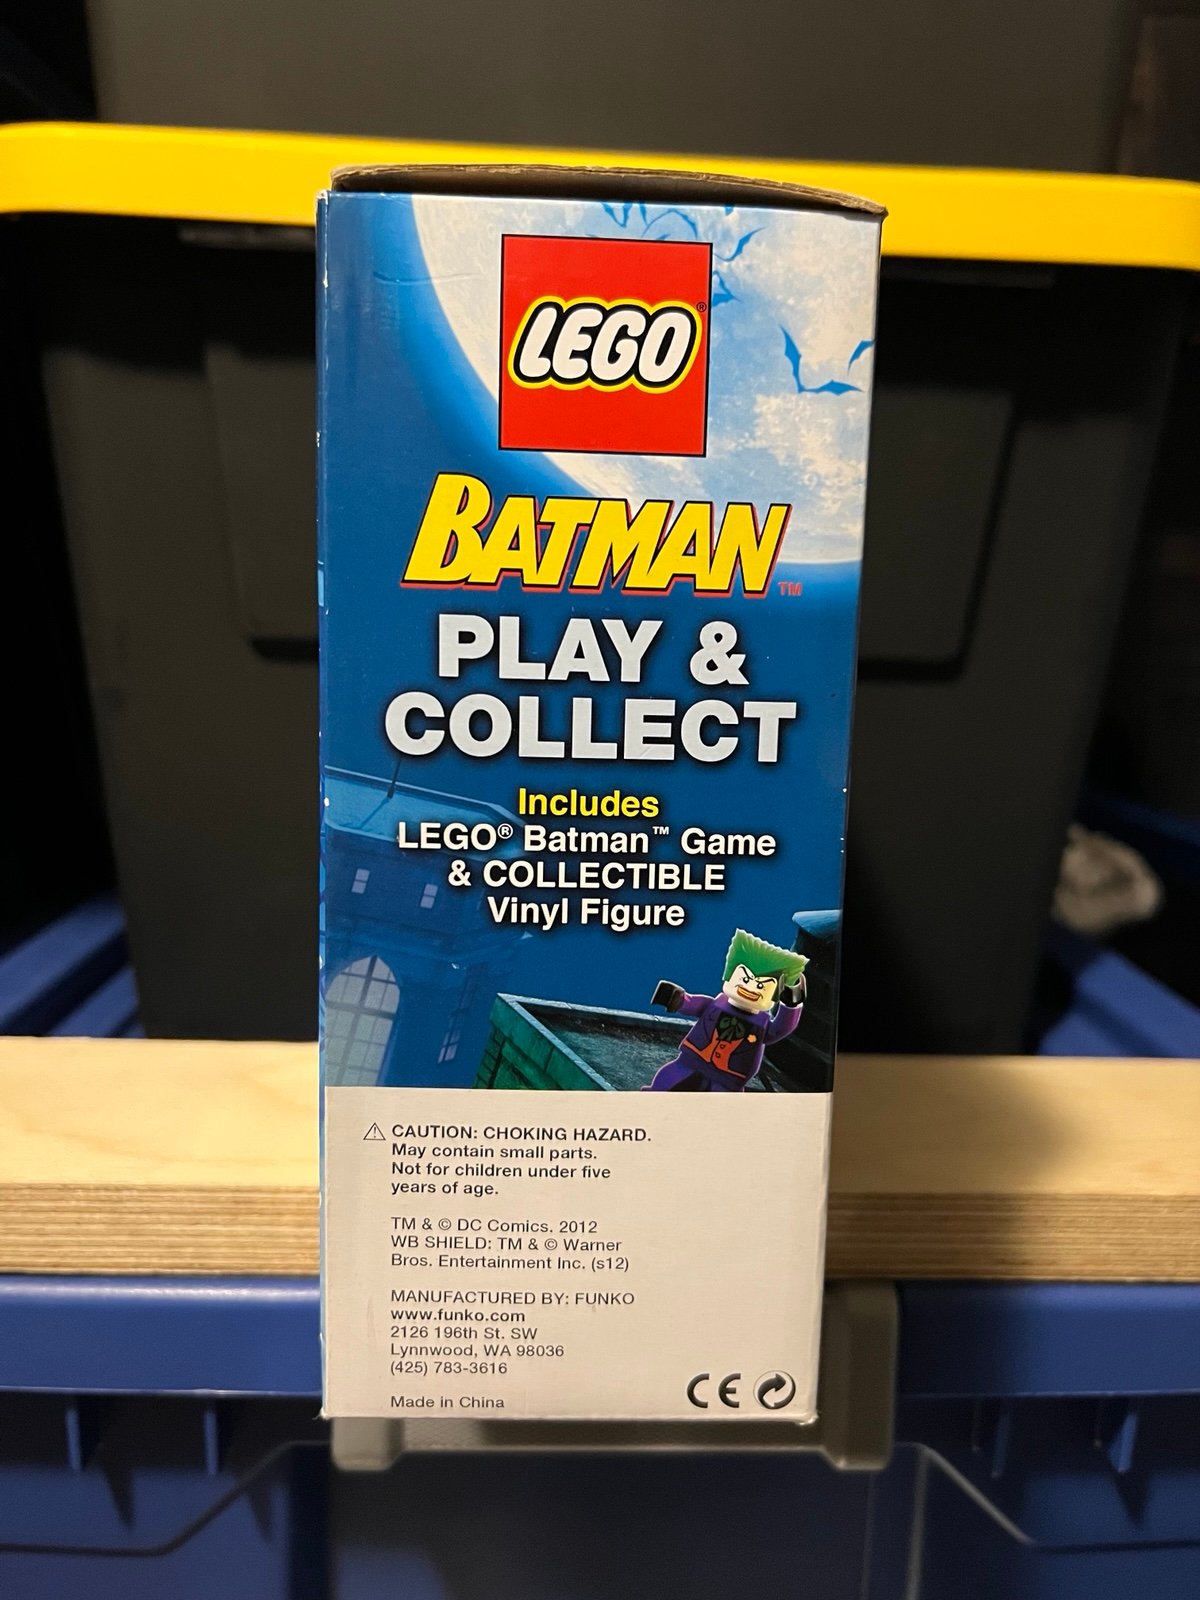 LEGO®
BATMAN™
PLAY &
COLLECT
Includes
LEGO® Batman™ Game
& COLLECTIBLE
Vinyl Figure
⚠ CAUTION: CHOKING HAZARD.
May contain small parts.
Not for children under five
years of age.
TM & © DC Comics. 2012
WB SHIELD: TM & © Warner
Bros. Entertainment Inc. (s12)
MANUFACTURED BY: FUNKO
www.funko.com
2126 196th St. SW
Lynnwood, WA 98036
(425) 783-3616
Made in China
CE